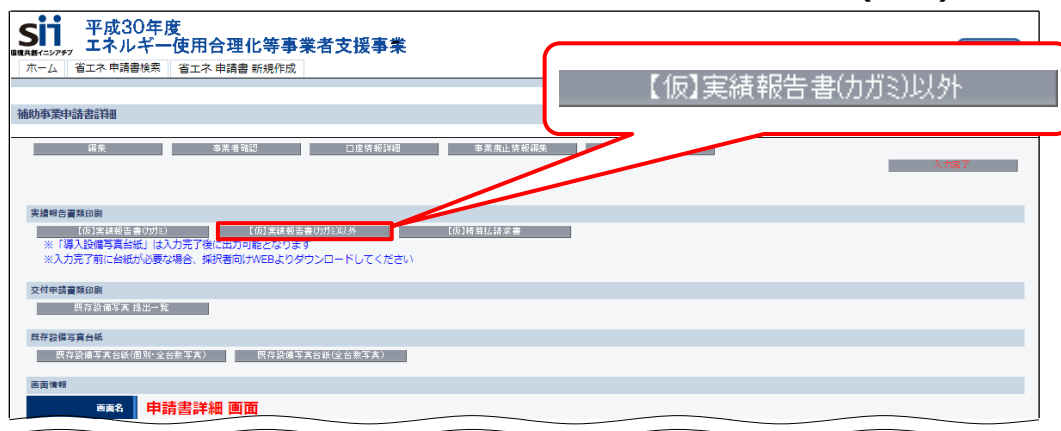 sii
環境共創イニシアチブ
平成30年度
エネルギー使用合理化等事業者支援事業
ホーム 省エネ 申請書検索 省エネ 申請書 新規作成
【仮】実績報告書(カガミ)以外
補助事業申請書詳細
編集 事業者確認 口座情報詳細 事業廃止情報編集
入力完了
実績報告書類印刷
【仮】実績報告書(カガミ) 【仮】実績報告書(カガミ)以外 【仮】精算払請求書
※「導入設備写真台紙」は入力完了後に出力可能となります
※入力完了前に台紙が必要な場合、採択者向けWEBよりダウンロードしてください
交付申請書類印刷
既存設備写真 提出一覧
既存設備写真台紙
既存設備写真台紙(個別・全台数写真) 既存設備写真台紙(全台数写真)
画面情報
画面名 申請書詳細 画面